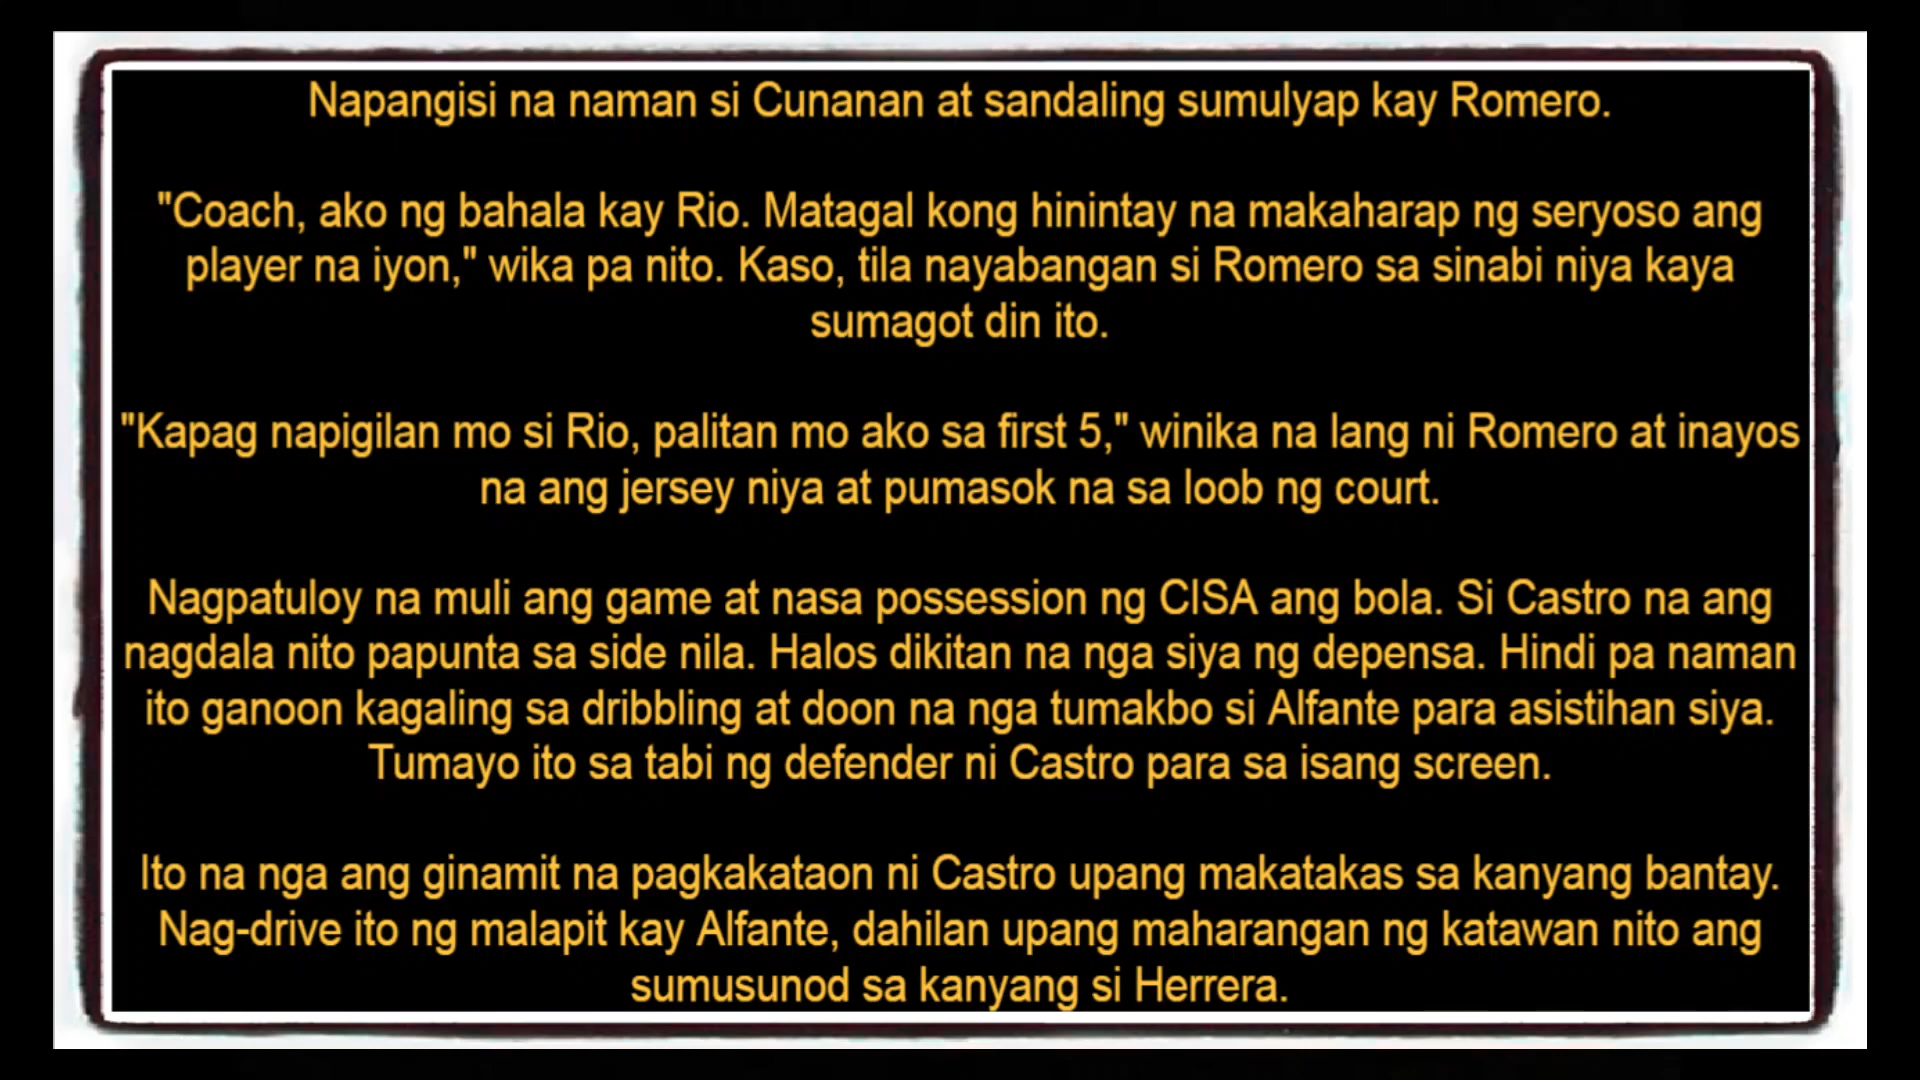 Napangisi na naman si Cunanan at sandaling sumulyap kay Romero.
"Coach, ako ng bahala kay Rio. Matagal kong hinintay na makaharap ng seryoso ang
player na iyon," wika pa nito. Kaso, tila nayabangan si Romero sa sinabi niya kaya
sumagot din ito.
"Kapag napigilan mo si Rio, palitan mo ako sa first 5," winika na lang ni Romero at inayos
na ang jersey niya at pumasok na sa loob ng court.
Nagpatuloy na muli ang game at nasa possession ng CISA ang bola. Si Castro na ang
nagdala nito papunta sa side nila. Halos dikitan na nga siya ng depensa. Hindi pa naman
ito ganoon kagaling sa dribbling at doon na nga tumakbo si Alfante para asistihan siya.
Tumayo ito sa tabi ng defender ni Castro para sa isang screen.
Ito na nga ang ginamit na pagkakataon ni Castro upang makatakas sa kanyang bantay.
Nag-drive ito ng malapit kay Alfante, dahilan upang maharangan ng katawan nito ang
sumusunod sa kanyang si Herrera.